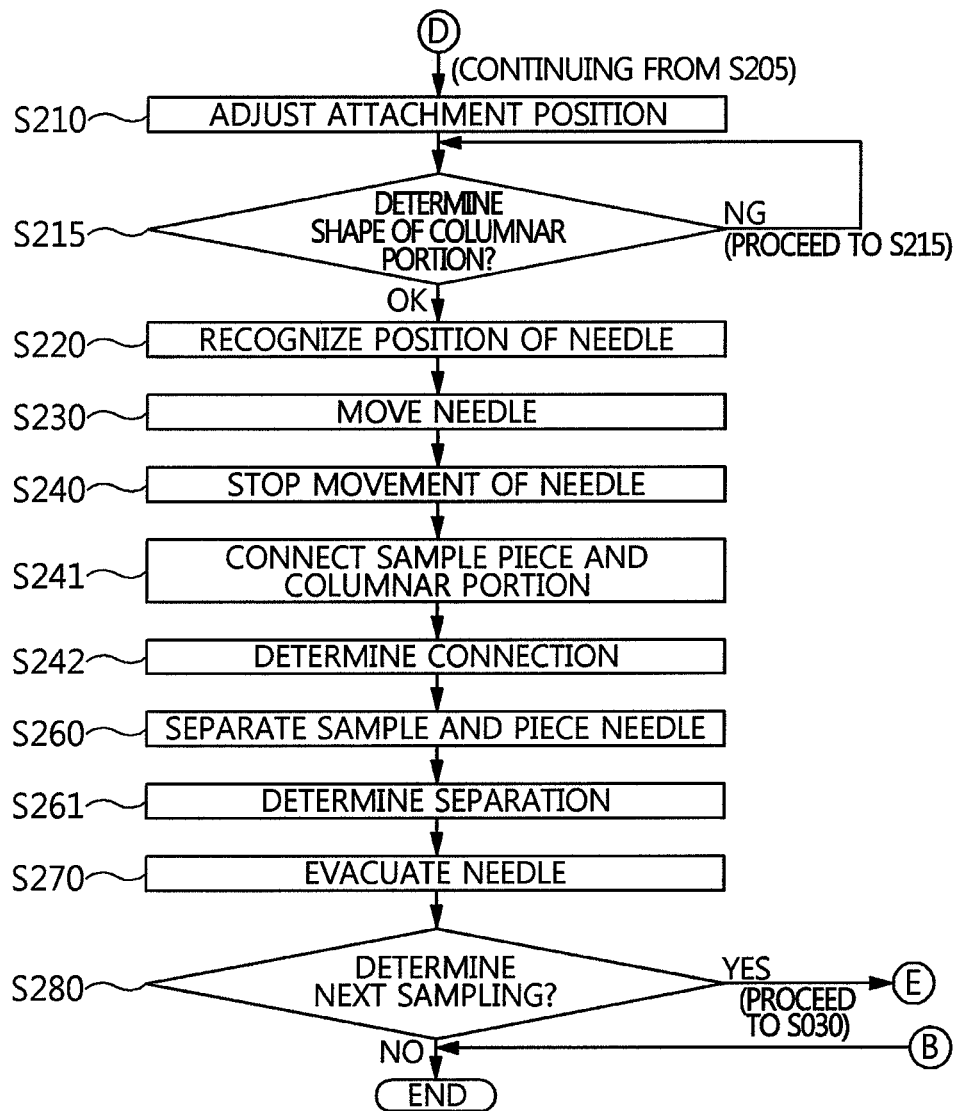 D
(CONTINUING FROM S205)
S210
ADJUST ATTACHMENT POSITION
S215
DETERMINE
SHAPE OF COLUMNAR
PORTION?
NG
(PROCEED TO S215)
OK
S220
RECOGNIZE POSITION OF NEEDLE
S230
MOVE NEEDLE
S240
STOP MOVEMENT OF NEEDLE
S241
CONNECT SAMPLE PIECE AND
COLUMNAR PORTION
S242
DETERMINE CONNECTION
S260
SEPARATE SAMPLE AND PIECE NEEDLE
S261
DETERMINE SEPARATION
S270
EVACUATE NEEDLE
S280
DETERMINE
NEXT SAMPLING?
YES
(PROCEED
TO S030)
E
NO
B
END